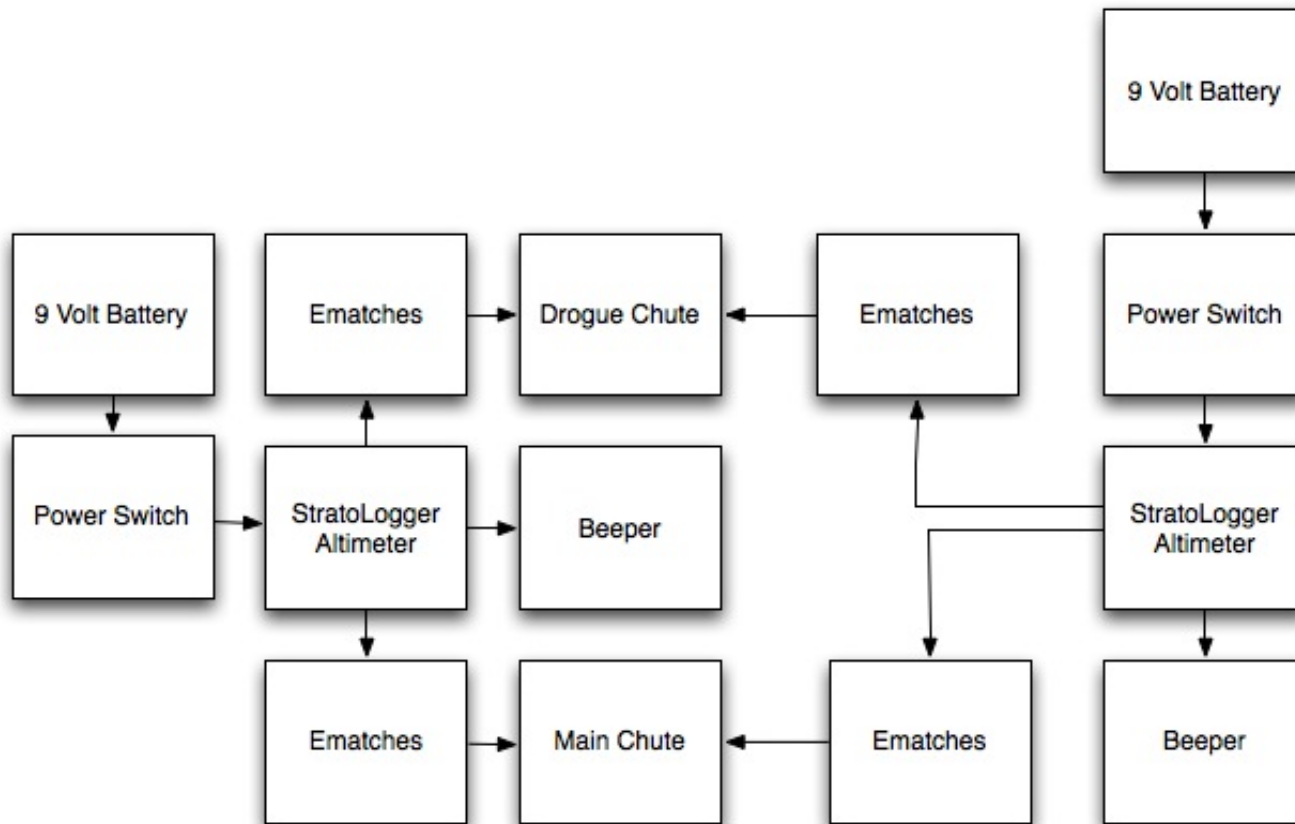 9 Volt Battery
9 Volt Battery
Ematches
Drogue Chute
Ematches
Power Switch
Power Switch
StratoLogger
Altimeter
Beeper
StratoLogger
Altimeter
Ematches
Main Chute
Ematches
Beeper